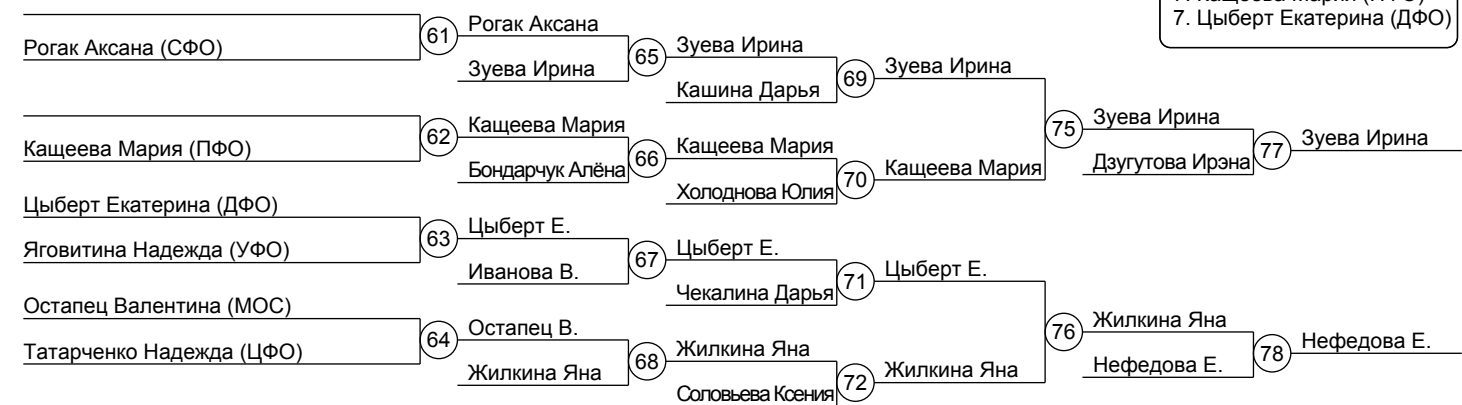 7. Цыберт Екатерина (ДФО)
Рогак Аксана (СФО)
61
Рогак Аксана
Зуева Ирина
65
Зуева Ирина
Кашина Дарья
69
Зуева Ирина
Кащеева Мария (ПФО)
62
Кащеева Мария
Бондарчук Алёна
66
Кащеева Мария
Холоднова Юлия
70
Кащеева Мария
75
Зуева Ирина
Дзугутова Ирэна
77
Зуева Ирина
Цыберт Екатерина (ДФО)
Яговитина Надежда (УФО)
63
Цыберт Е.
Иванова В.
67
Цыберт Е.
Чекалина Дарья
71
Цыберт Е.
Остапец Валентина (МОС)
Татарченко Надежда (ЦФО)
64
Остапец В.
Жилкина Яна
68
Жилкина Яна
Соловьева Ксения
72
Жилкина Яна
76
Жилкина Яна
Нефедова Е.
78
Нефедова Е.